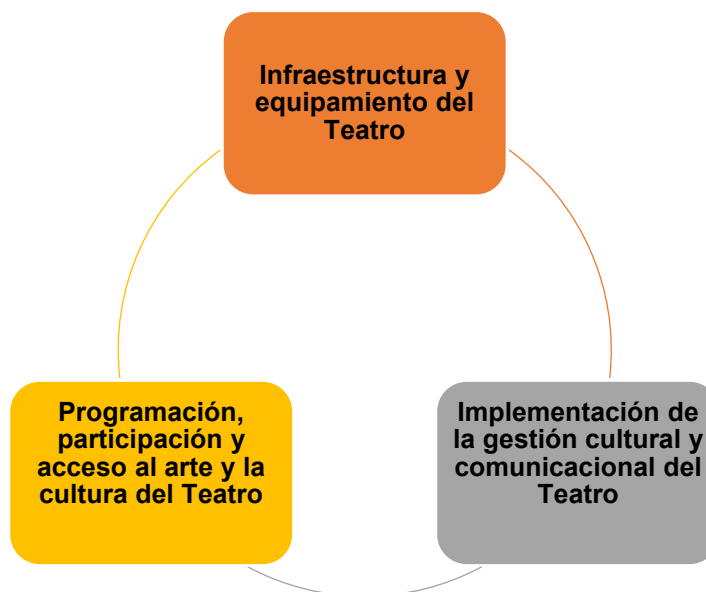 Infraestructura y
equipamiento del
Teatro
Programación,
participación y
acceso al arte y la
cultura del Teatro
Implementación de
la gestión cultural y
comunicacional del
Teatro